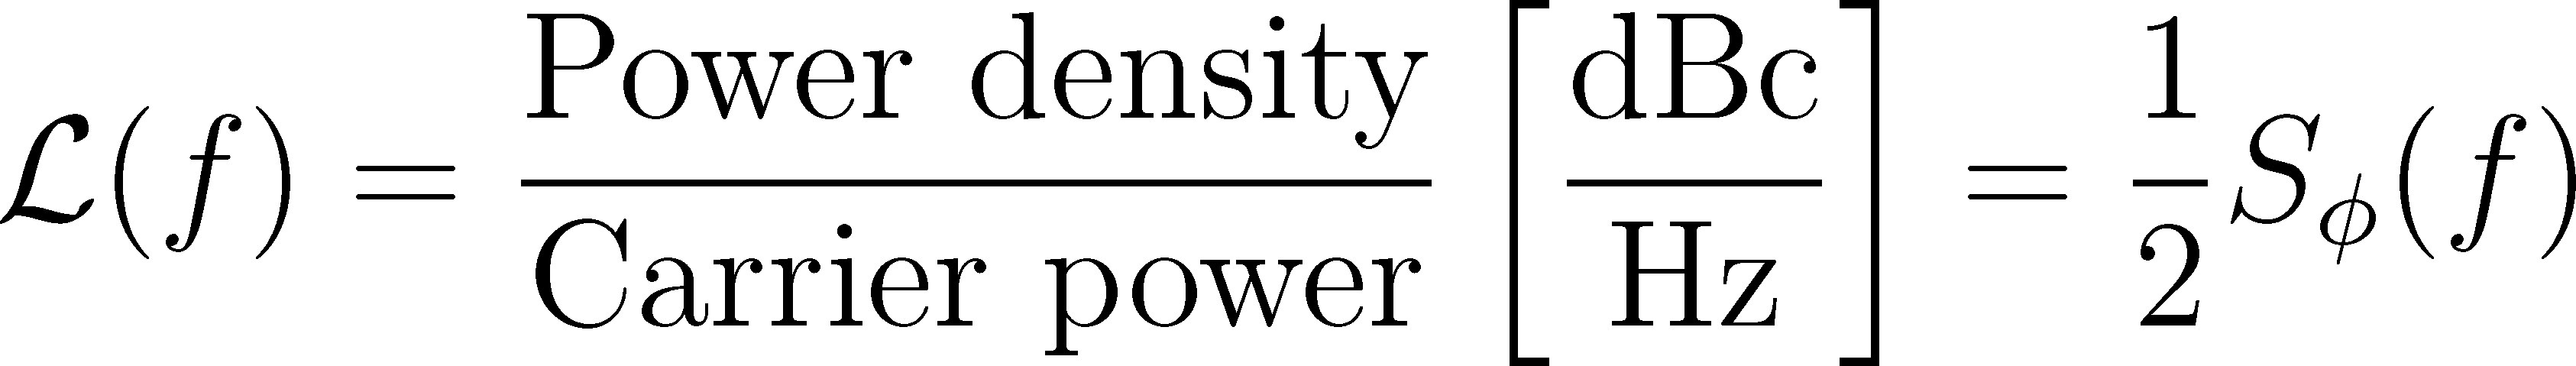 ℒ(f) = Power density / Carrier power [dBc / Hz] = 1/2 S_ϕ(f)